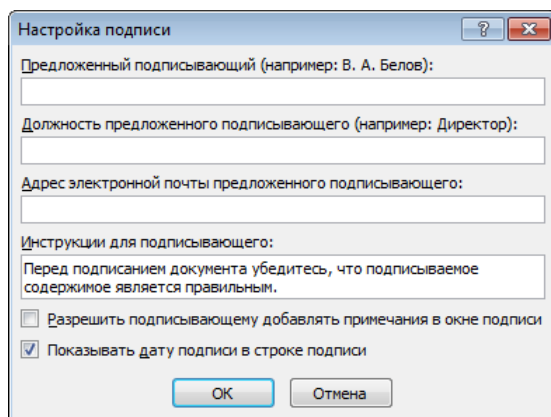 Настройка подписи
Предложенный подписывающий (например: В. А. Белов):
Должность предложенного подписывающего (например: Директор):
Адрес электронной почты предложенного подписывающего:
Инструкции для подписывающего:
Перед подписанием документа убедитесь, что подписываемое
содержимое является правильным.
Разрешить подписывающему добавлять примечания в окне подписи
Показывать дату подписи в строке подписи
ОК Отмена